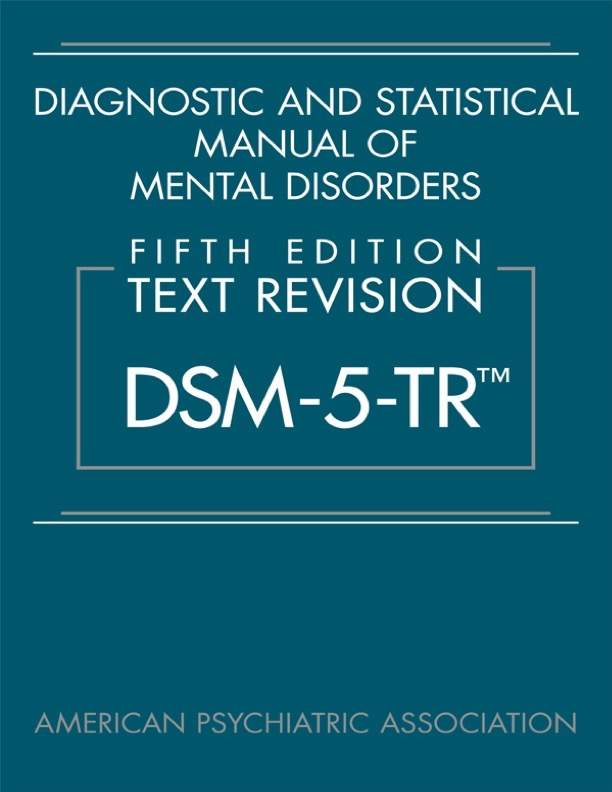 DIAGNOSTIC AND STATISTICAL
MANUAL OF
MENTAL DISORDERS
FIFTH EDITION
TEXT REVISION
DSM-5-TR™
AMERICAN PSYCHIATRIC ASSOCIATION